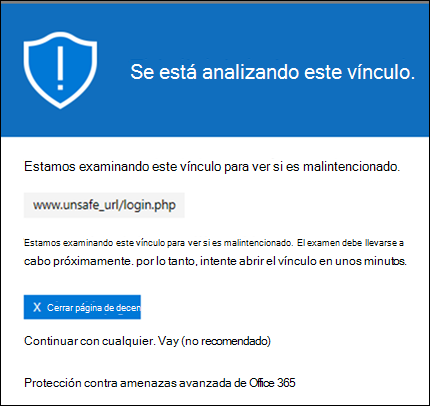 Se está analizando este vínculo.
Estamos examinando este vínculo para ver si es malintencionado.
www.unsafe_url/login.php
Estamos examinando este vínculo para ver si es malintencionado. El examen debe llevarse a
cabo próximamente. por lo tanto, intente abrir el vínculo en unos minutos.
X Cerrar página de decen
Continuar con cualquier. Vay (no recomendado)
Protección contra amenazas avanzada de Office 365